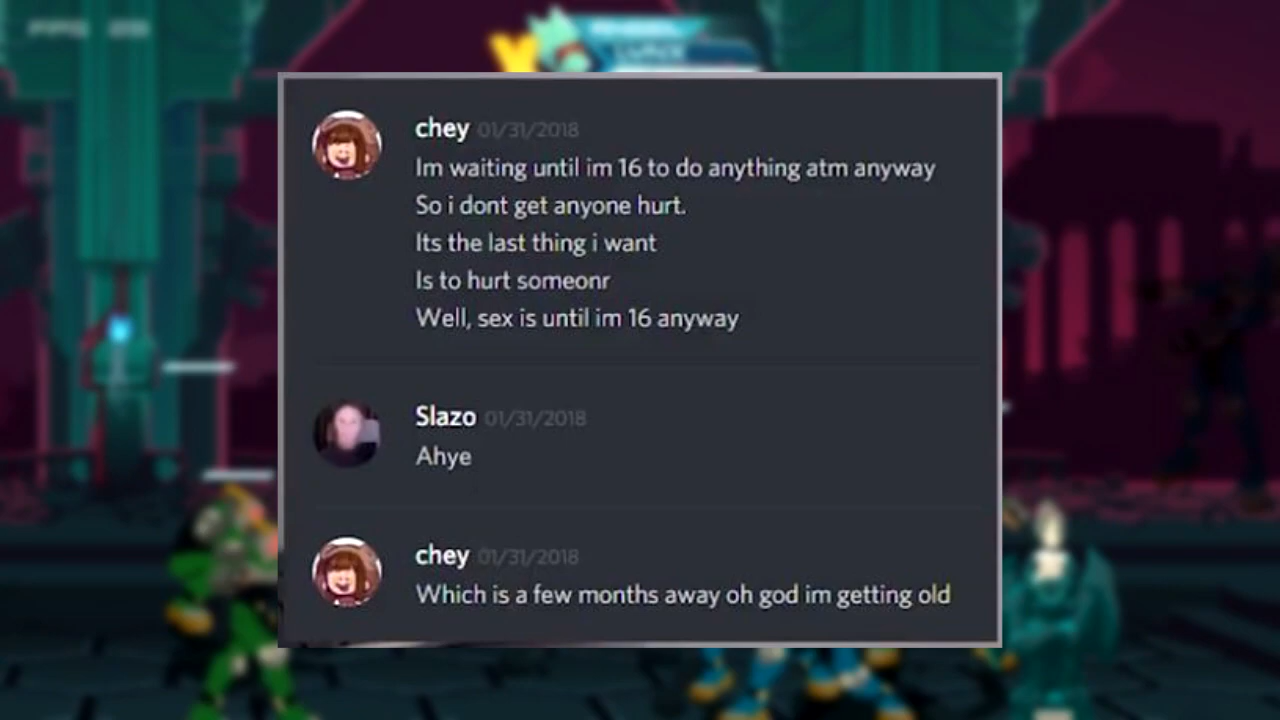 chey 01/31/2018
Im waiting until im 16 to do anything atm anyway
So i dont get anyone hurt.
Its the last thing i want
Is to hurt someonr
Well, sex is until im 16 anyway
Slazo 01/31/2018
Ahye
chey 01/31/2018
Which is a few months away oh god im getting old